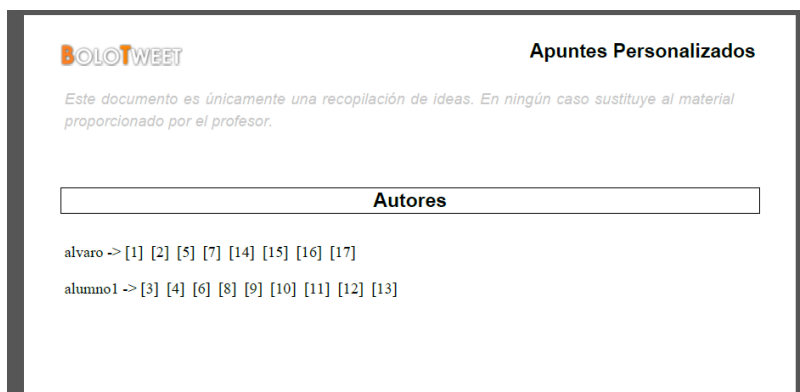 BOLOTWEET
Apuntes Personalizados
Este documento es únicamente una recopilación de ideas. En ningún caso sustituye al material
proporcionado por el profesor.
Autores
alvaro -> [1] [2] [5] [7] [14] [15] [16] [17]
alumno1 -> [3] [4] [6] [8] [9] [10] [11] [12] [13]